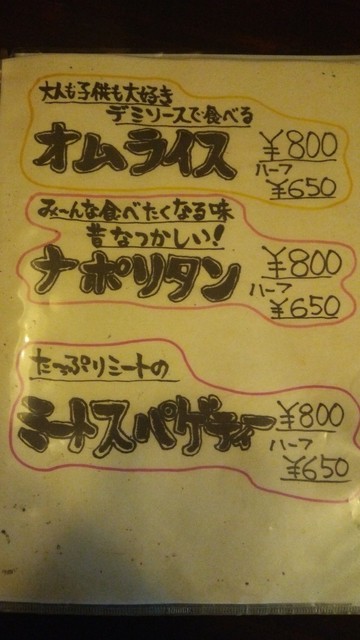 大人も子供も大好き
デミソースで食べる
オムライス ¥800
ハーフ ¥650
み〜んな食べたくなる味
昔なつかしい!
ナポリタン ¥800
ハーフ ¥650
たっぷりミートの
ミートスパゲティー ¥800
ハーフ ¥650